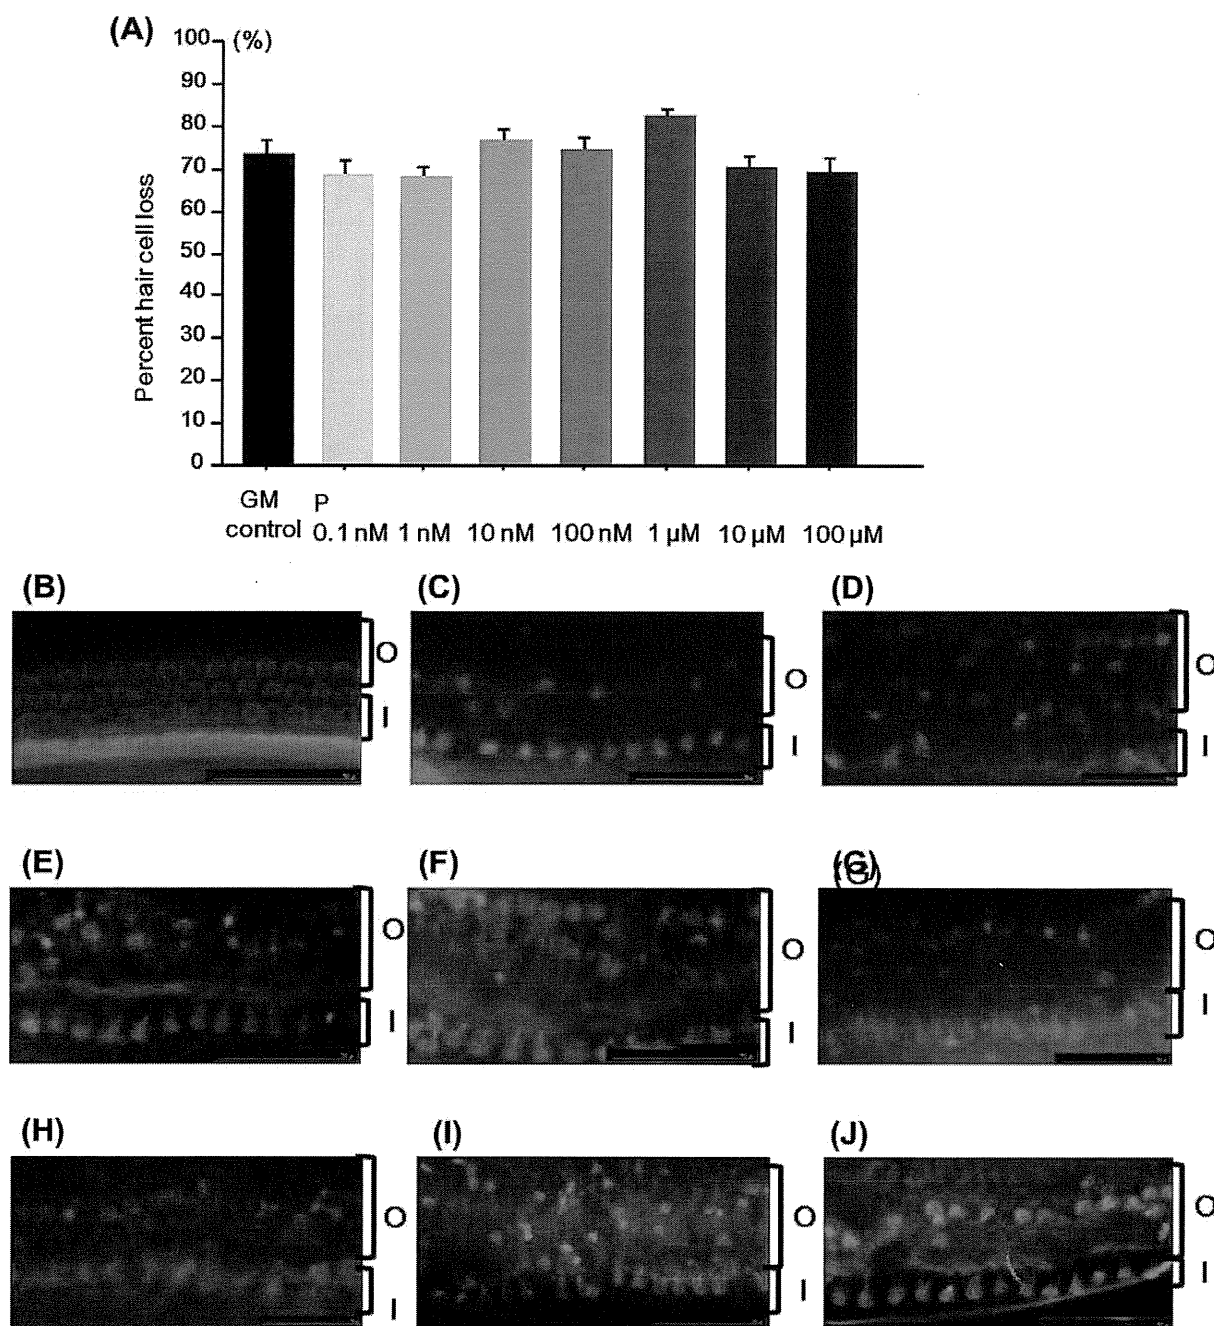 (A)
100 (%)
90
80
70
60
50
40
30
20
10
0
Percent hair cell loss
GM control
P 0.1 nM
1 nM
10 nM
100 nM
1 µM
10 µM
100 µM
(B)
O
I
(C)
O
I
(D)
O
I
(E)
O
I
(F)
O
I
(G)
O
I
(H)
O
I
(I)
O
I
(J)
O
I